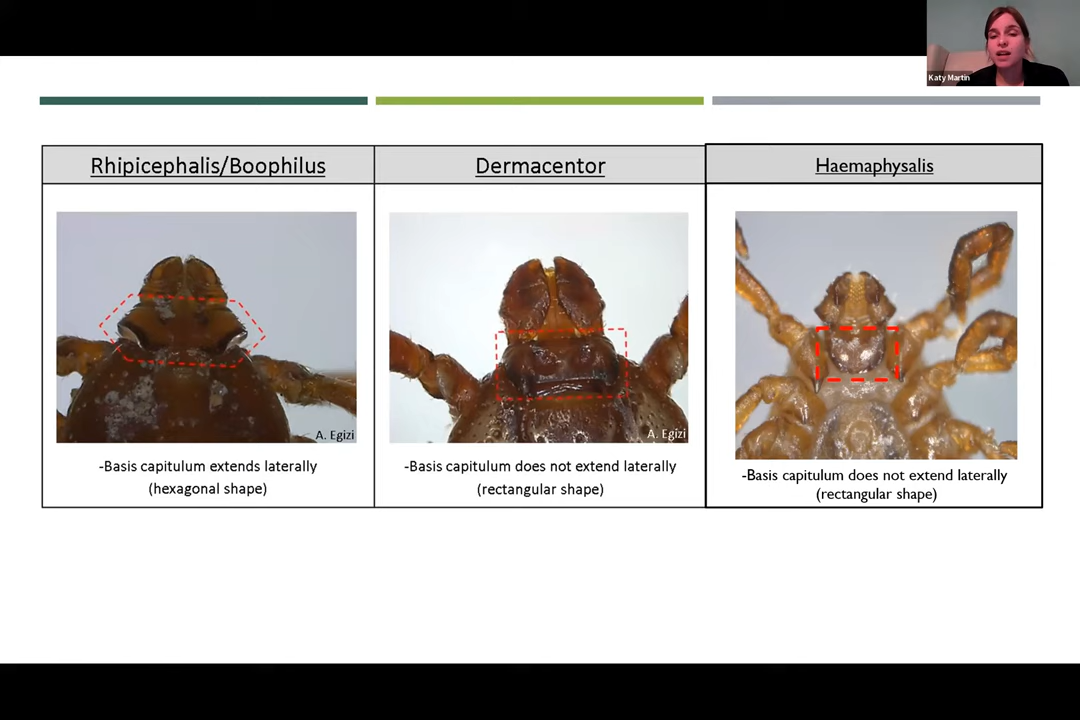 Katy Martin
Rhipicephalis/Boophilus
Dermacentor
Haemaphysalis
A. Egizi
A. Egizi
-Basis capitulum extends laterally
(hexagonal shape)
-Basis capitulum does not extend laterally
(rectangular shape)
-Basis capitulum does not extend laterally
(rectangular shape)